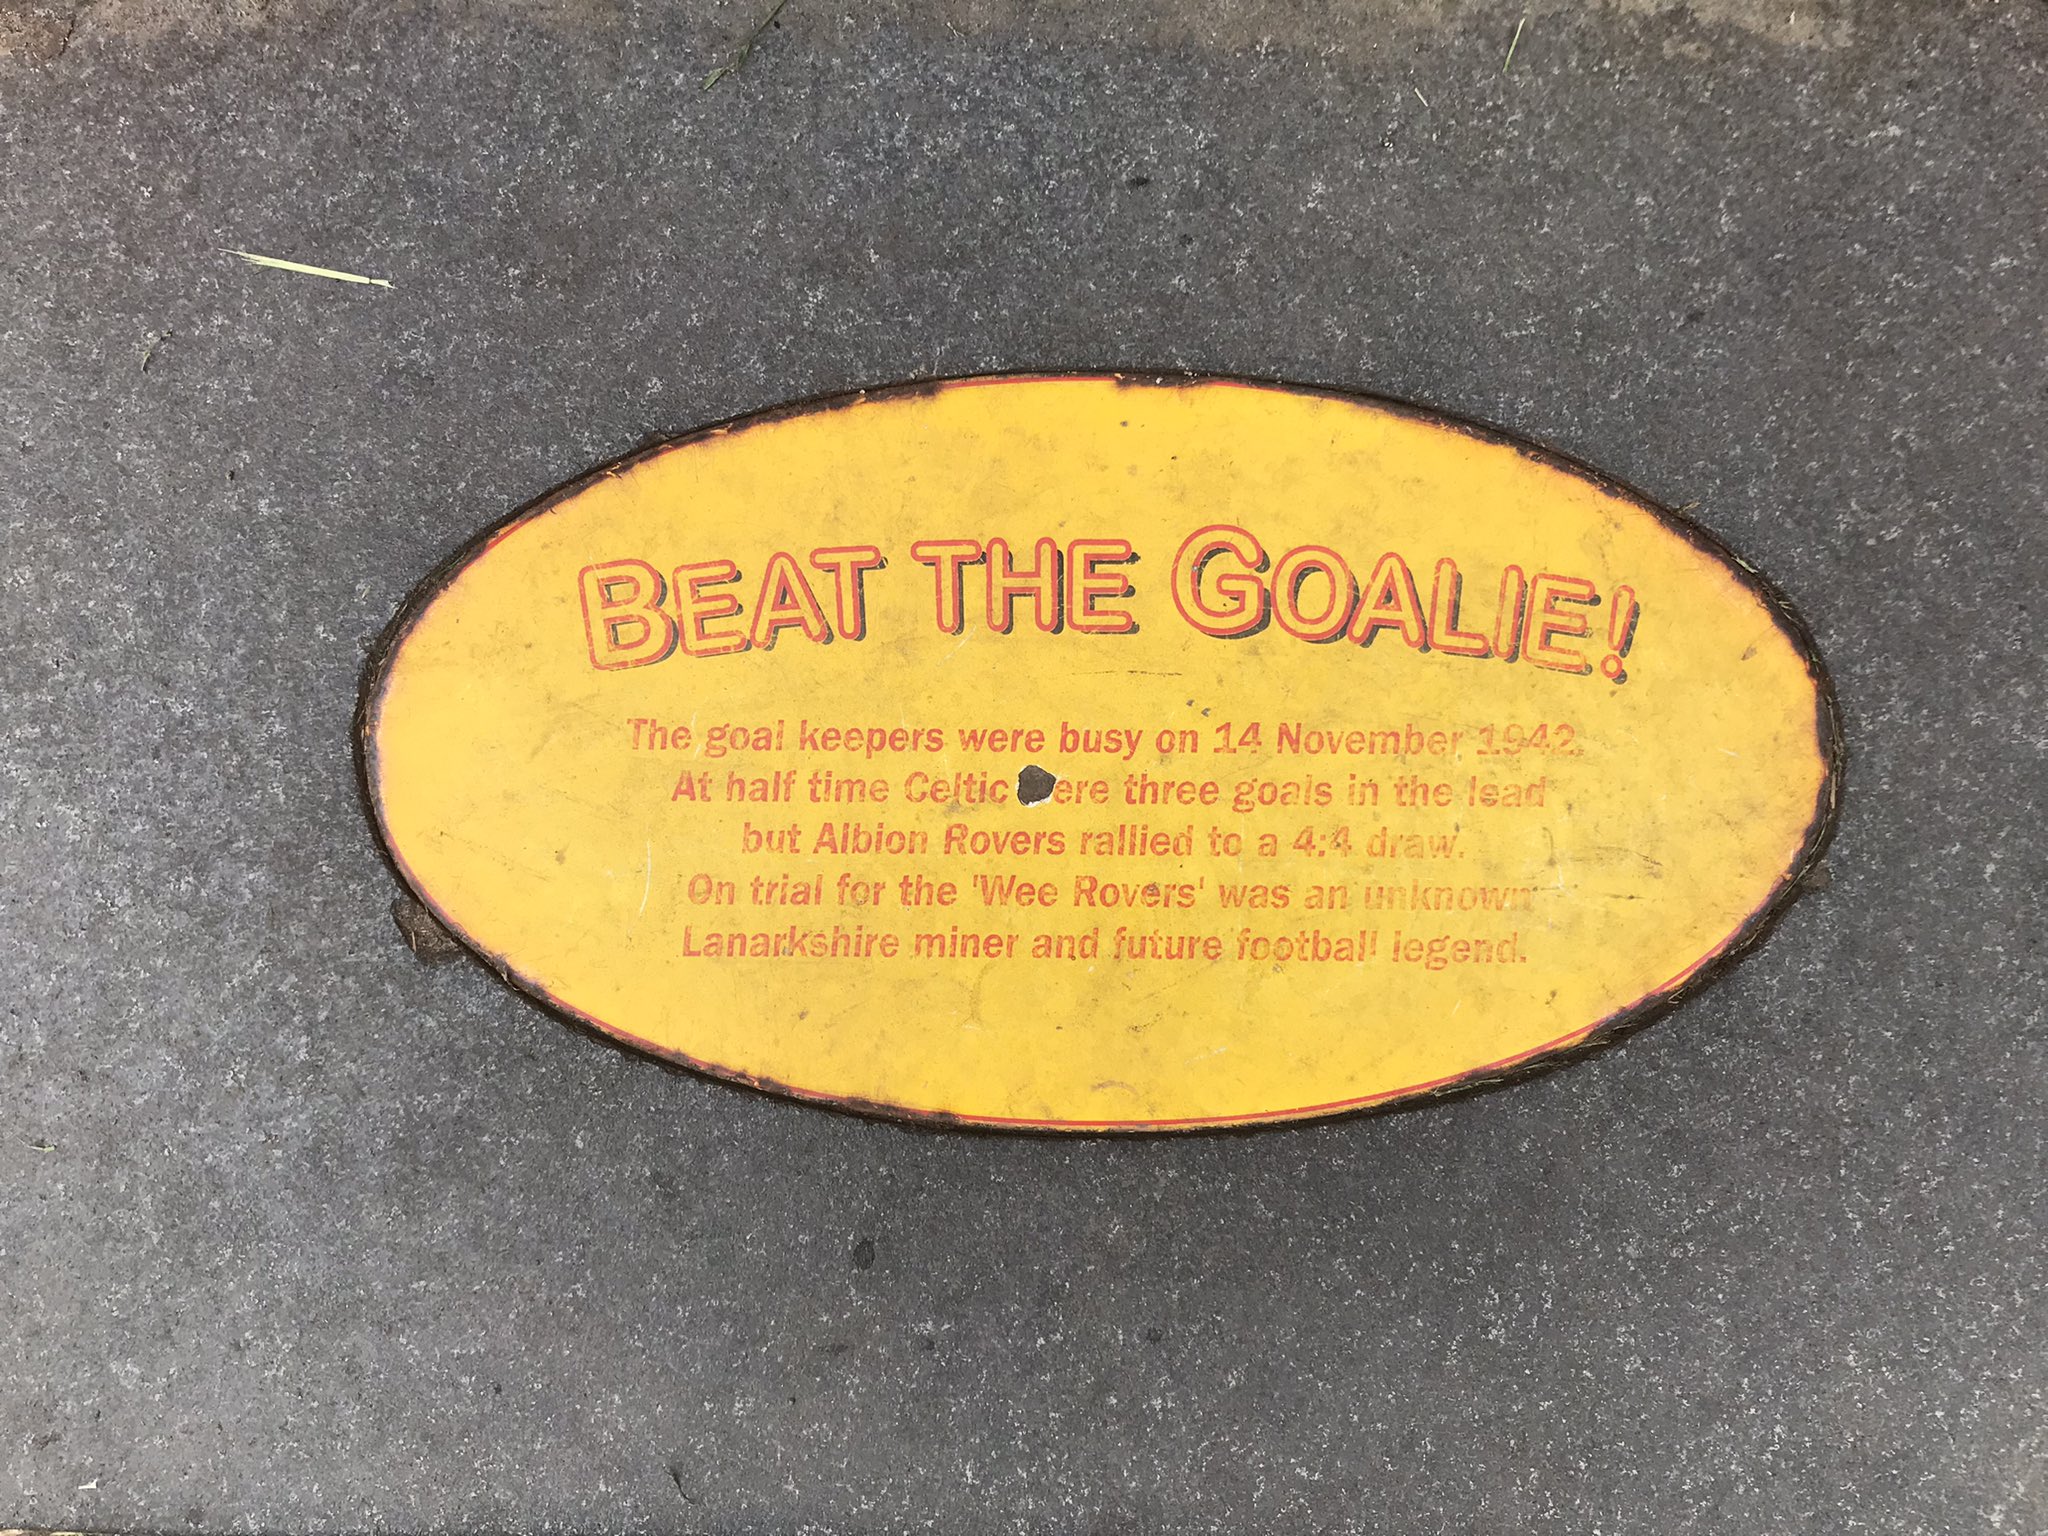 BEAT THE GOALIE!
The goal keepers were busy on 14 November 1942.
At half time Celtic were three goals in the lead
but Albion Rovers rallied to a 4:4 draw.
On trial for the 'Wee Rovers' was an unknown
Lanarkshire miner and future football legend.